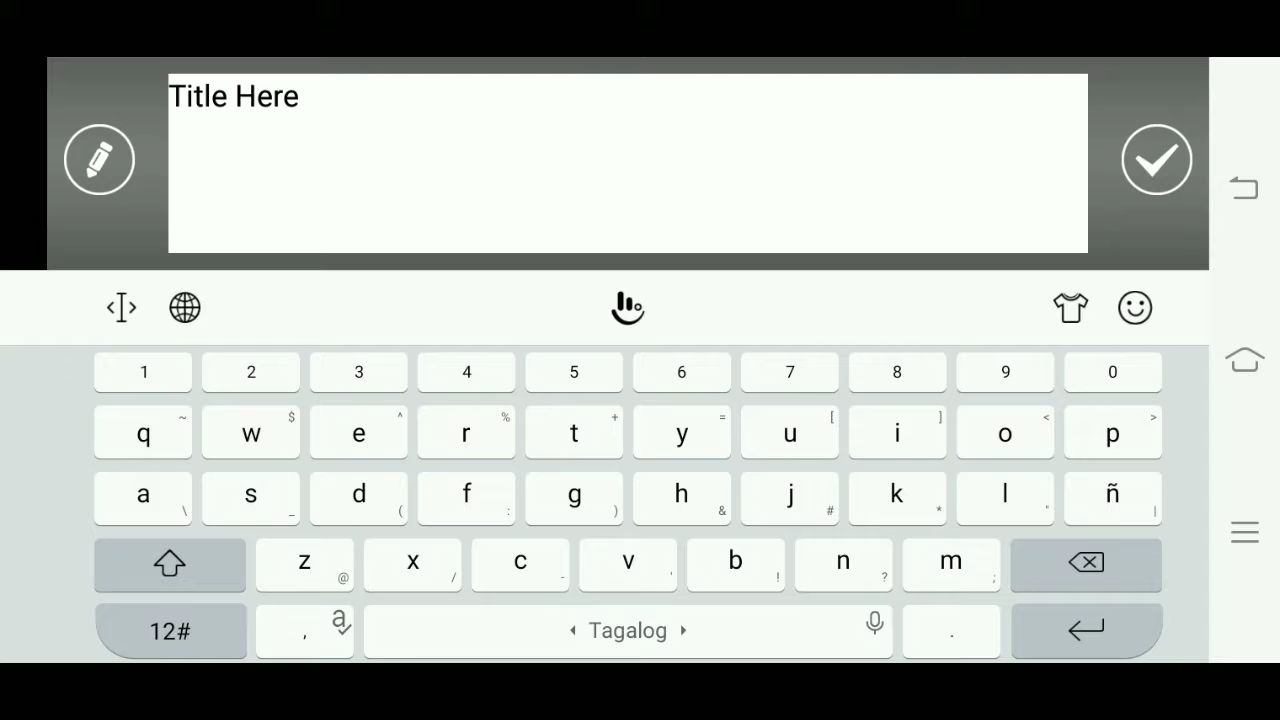 Title Here
1 2 3 4 5 6 7 8 9 0
q ~ w $ e ^ r % t + y = u [ i ] o < p >
a \ s _ d ( f : g ) h & j # k * l " ñ |
z @ x / c - v ' b ! n ? m ;
12# , a Tagalog .